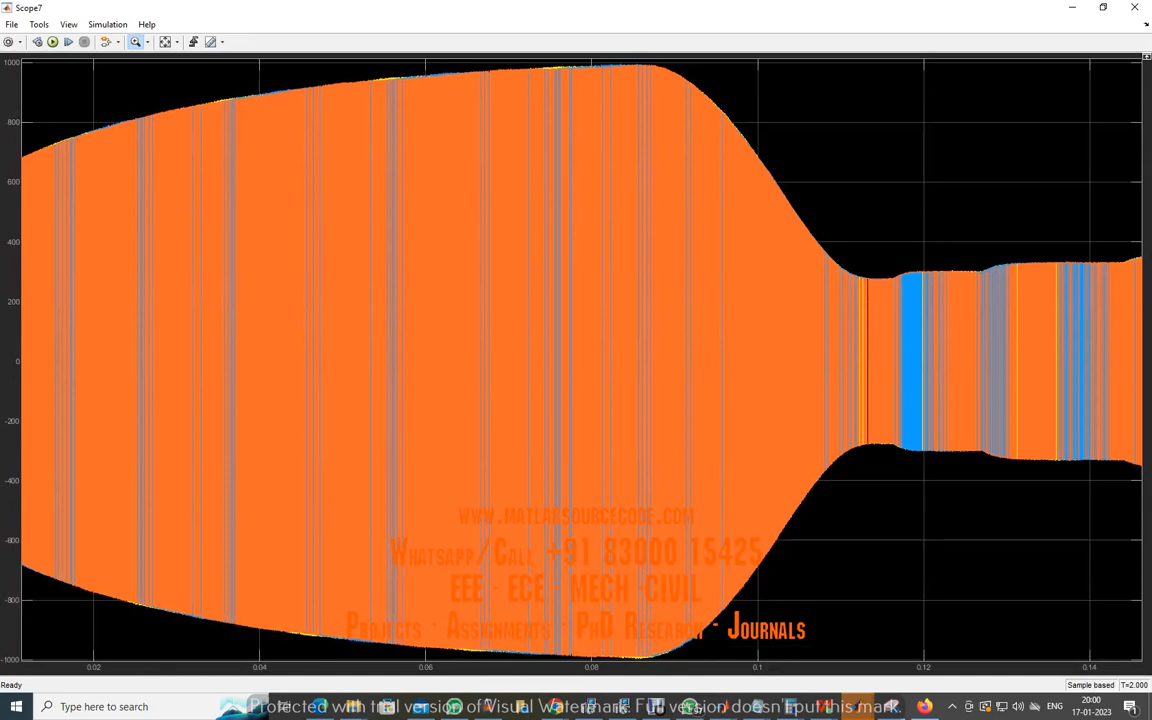 Scope7
File Tools View Simulation Help
1000
800
600
400
200
0
-200
-400
-600
-800
-1000
0.02 0.04 0.06 0.08 0.1 0.12 0.14
www.matlabsourcecode.com
Whatsapp/Call +91 83000 15425
EEE - ECE - MECH -CIVIL
Projects - Assignments - PhD Research - Journals
Ready
Sample based T=2.000
Type here to search
Protected with trial version of Visual Watermark. Full version doesn't put this mark.
ENG
20:00
17-01-2023